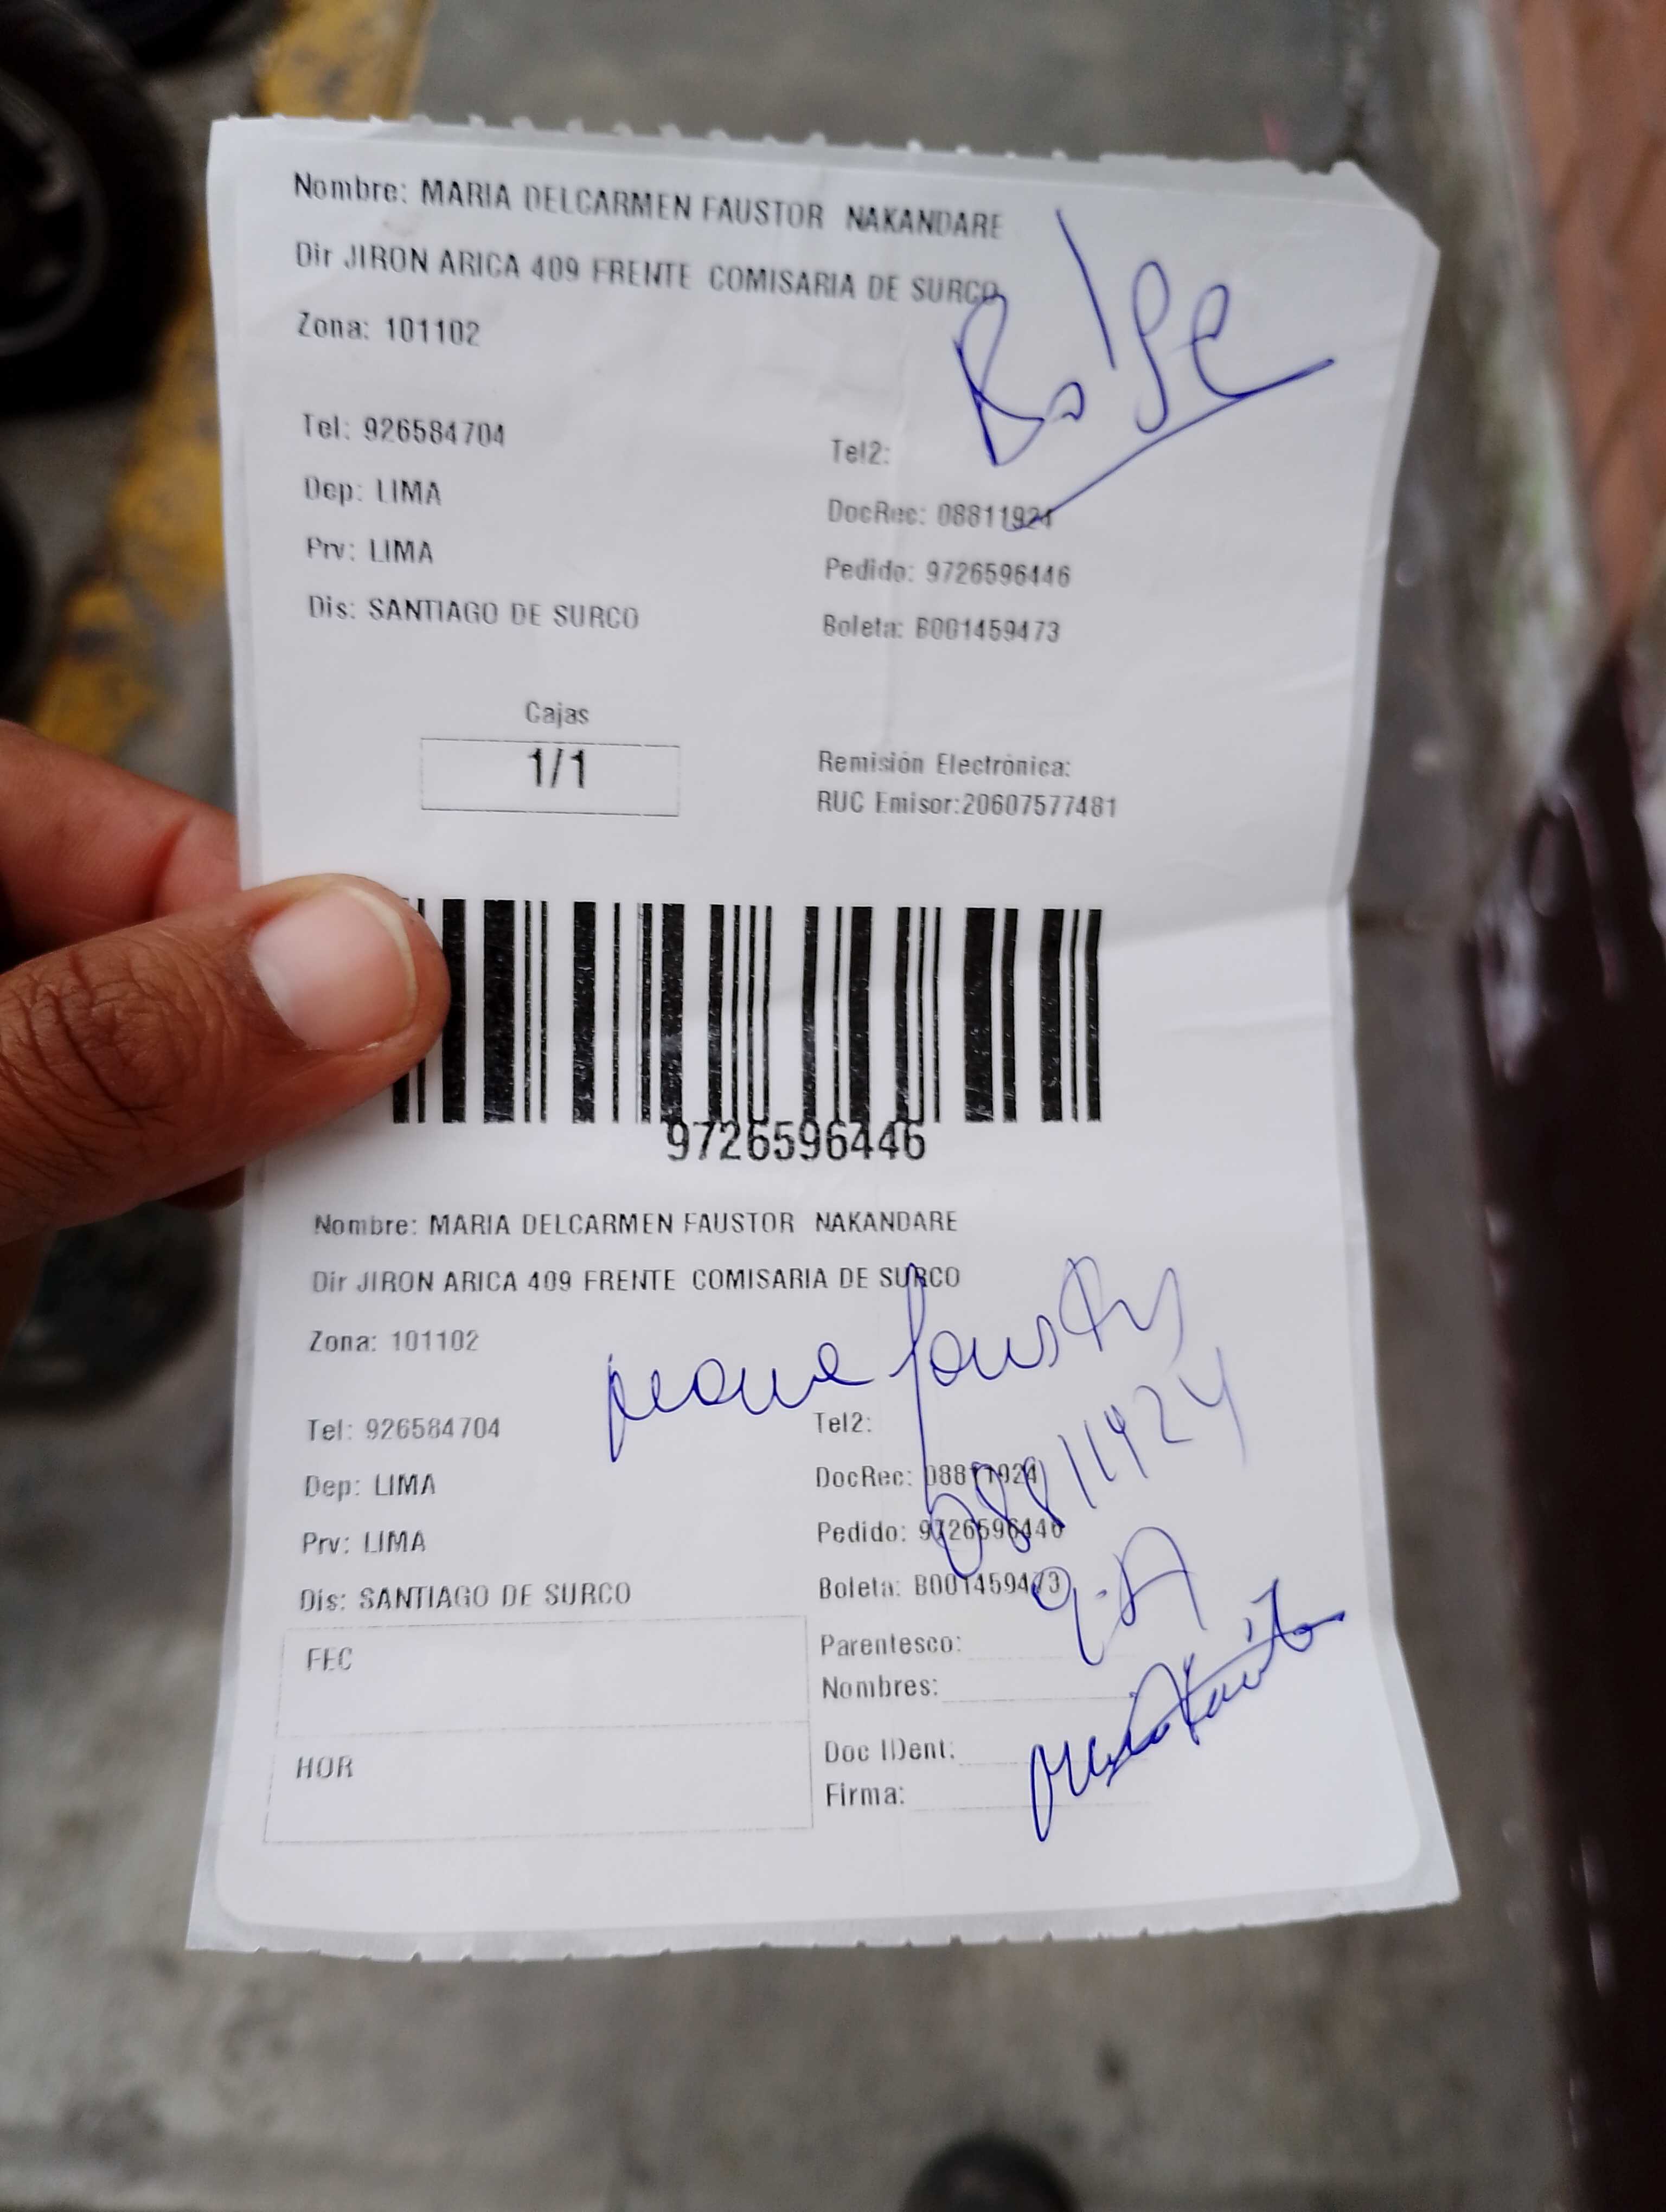 Nombre: MARIA DELCARMEN FAUSTOR NAKANDARE
Dir JIRON ARICA 409 FRENTE COMISARIA DE SURCO
Zona: 101102
Tel: 926584704
Tel2:
Dep: LIMA
DocRec: 08811924
Prv: LIMA
Pedido: 9726596446
Dis: SANTIAGO DE SURCO
Boleta: B001459473
Cajas
1/1
Remisión Electrónica:
RUC Emisor:20607577481
9726596446
Nombre: MARIA DELCARMEN FAUSTOR NAKANDARE
Dir JIRON ARICA 409 FRENTE COMISARIA DE SURCO
Zona: 101102
Tel: 926584704
Tel2:
08811924
Dep: LIMA
DocRec: 08811924
Prv: LIMA
Pedido: 9726596446
Dis: SANTIAGO DE SURCO
Boleta: B001459473
FEC
Parentesco:
Nombres:
HOR
Doc IDent:
Firma: